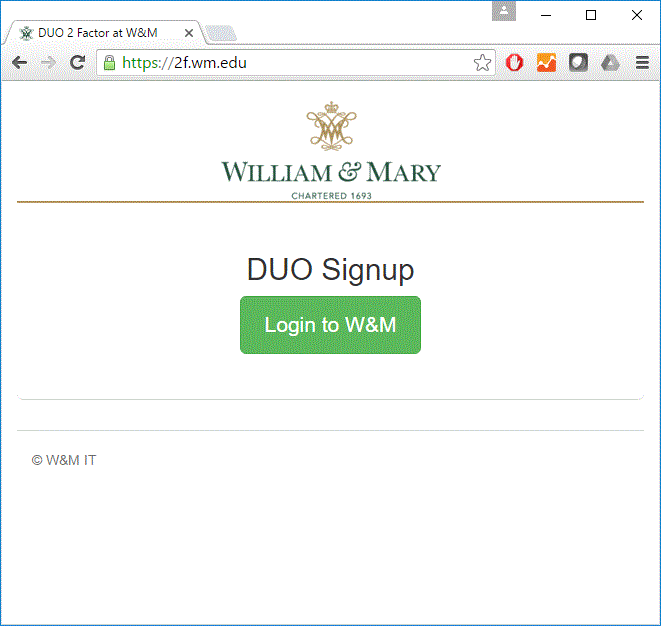 DUO 2 Factor at W&M
https://2f.wm.edu
WILLIAM & MARY
CHARTERED 1693
DUO Signup
Login to W&M
© W&M IT